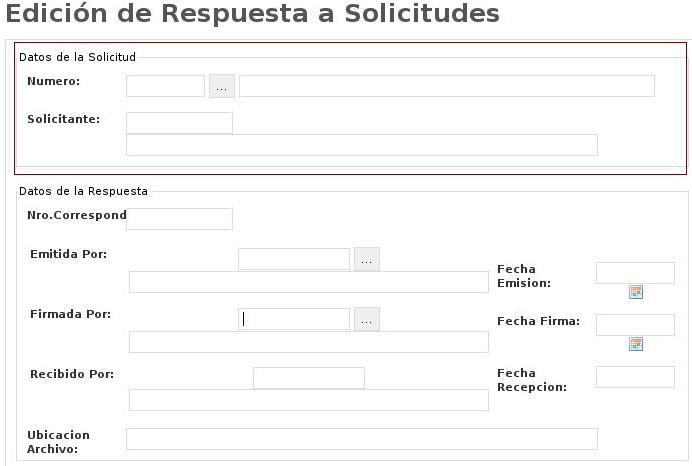 Edición de Respuesta a Solicitudes
Datos de la Solicitud
Numero:
...
Solicitante:
Datos de la Respuesta
Nro.Correspond
Emitida Por:
...
Fecha
Emision:
Firmada Por:
...
Fecha Firma:
Recibido Por:
Fecha
Recepcion:
Ubicacion
Archivo: